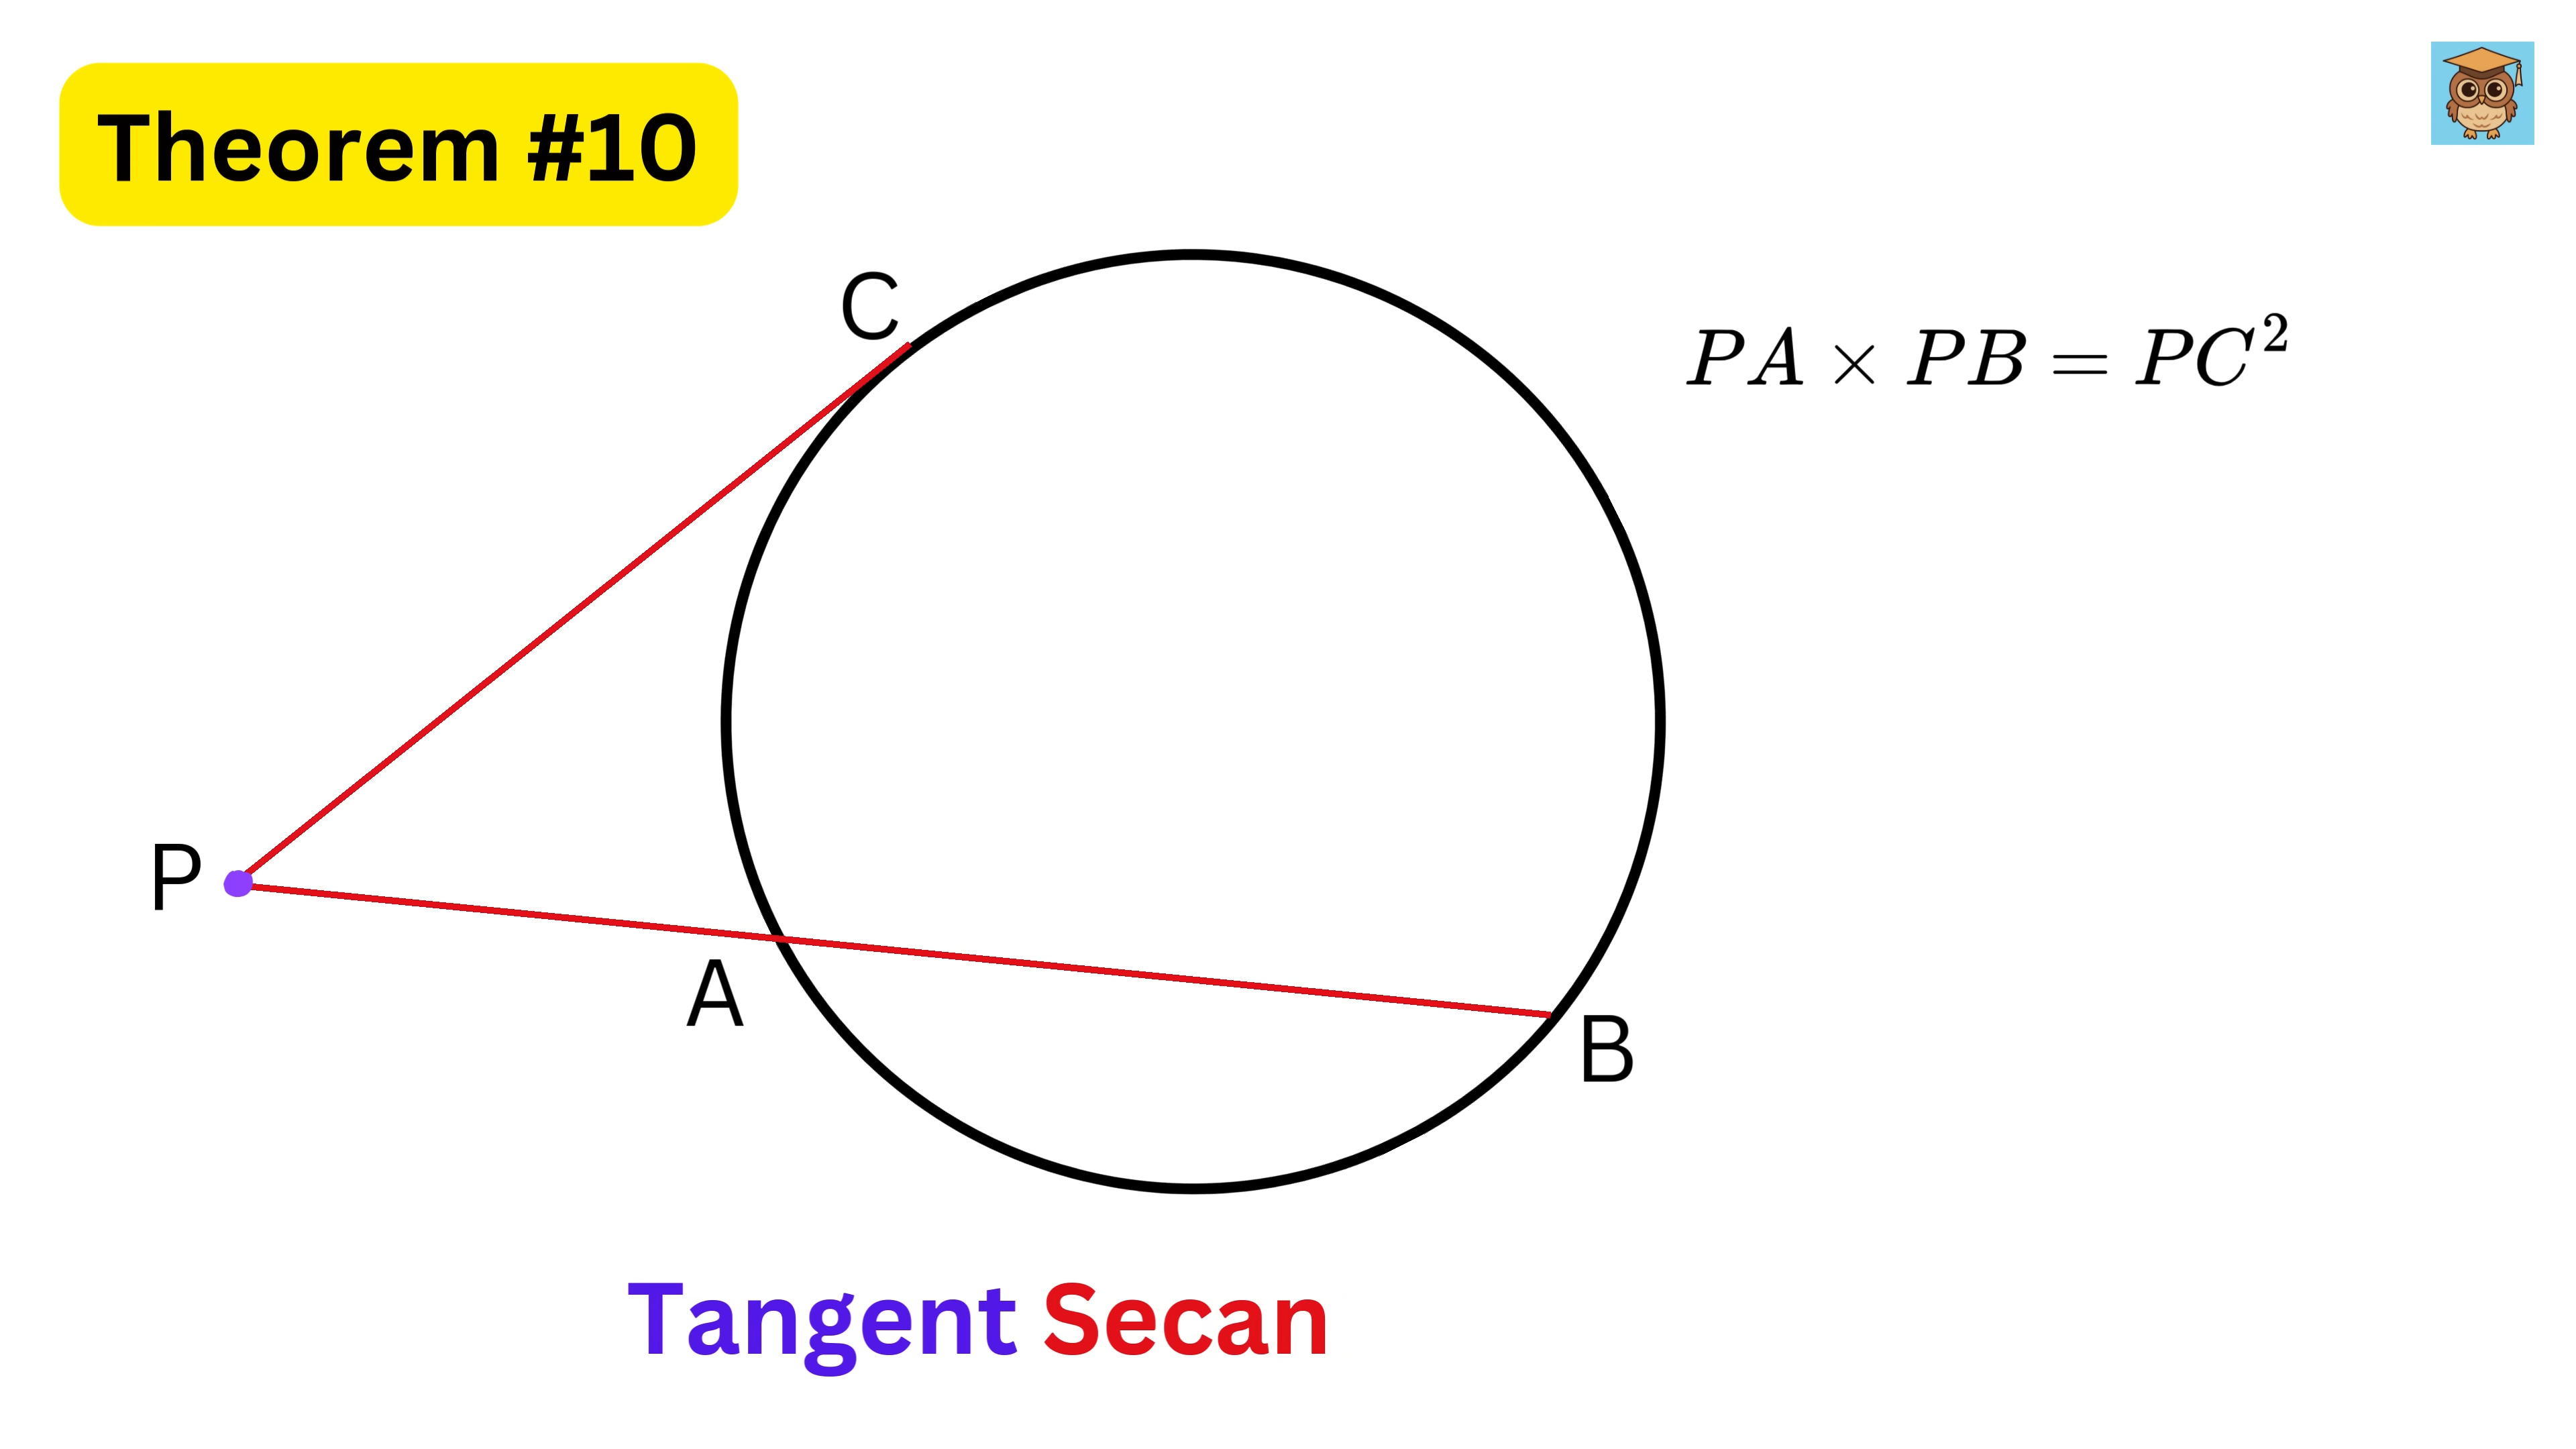 Theorem #10
C
PA × PB = PC²
P
A
B
Tangent Secan